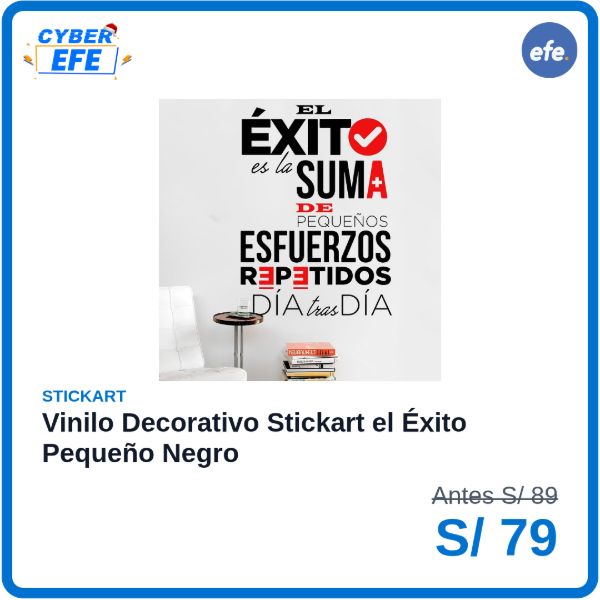 CYBER
EFE
efe.
EL
ÉXITO
es la
SUMA
DE
PEQUEÑOS
ESFUERZOS
REPETIDOS
DÍA tras DÍA
STICKART
Vinilo Decorativo Stickart el Éxito
Pequeño Negro
Antes S/ 89
S/ 79